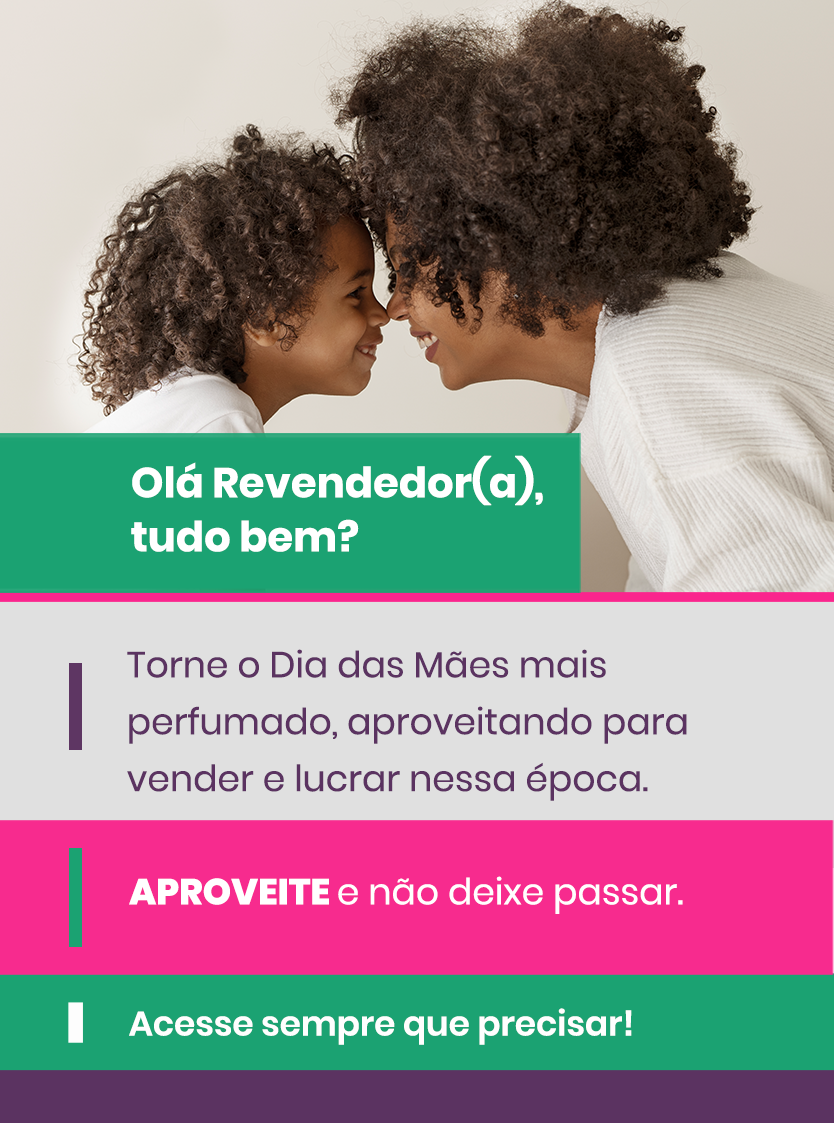 Olá Revendedor(a),
tudo bem?
Torne o Dia das Mães mais
perfumado, aproveitando para
vender e lucrar nessa época.
APROVEITE e não deixe passar.
Acesse sempre que precisar!